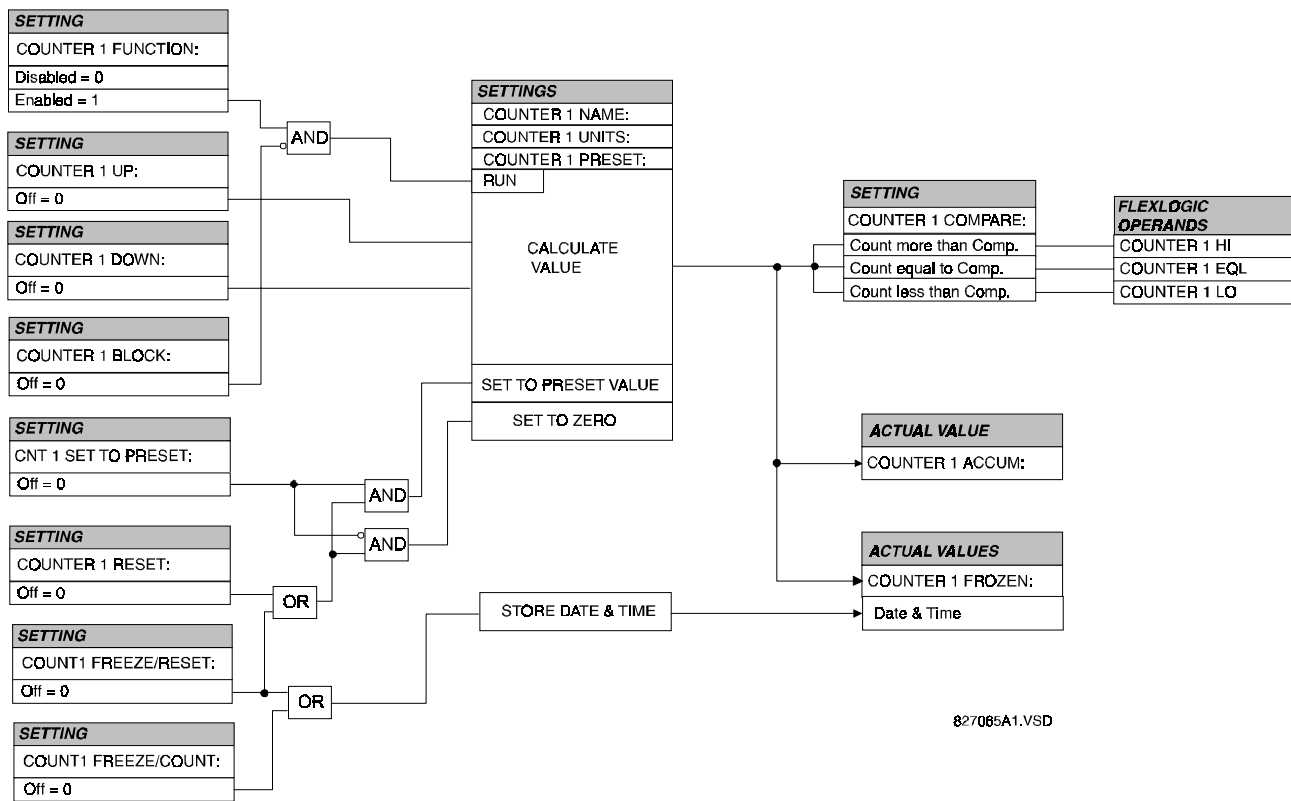 SETTING
COUNTER 1 FUNCTION:
Disabled = 0
Enabled = 1
SETTING
COUNTER 1 UP:
Off = 0
SETTING
COUNTER 1 DOWN:
Off = 0
SETTING
COUNTER 1 BLOCK:
Off = 0
SETTING
CNT 1 SET TO PRESET:
Off = 0
SETTING
COUNTER 1 RESET:
Off = 0
SETTING
COUNT1 FREEZE/RESET:
Off = 0
SETTING
COUNT1 FREEZE/COUNT:
Off = 0
AND
AND
AND
OR
OR
SETTINGS
COUNTER 1 NAME:
COUNTER 1 UNITS:
COUNTER 1 PRESET:
RUN
CALCULATE
VALUE
SET TO PRESET VALUE
SET TO ZERO
STORE DATE & TIME
SETTING
COUNTER 1 COMPARE:
Count more than Comp.
Count equal to Comp.
Count less than Comp.
FLEXLOGIC
OPERANDS
COUNTER 1 HI
COUNTER 1 EQL
COUNTER 1 LO
ACTUAL VALUE
COUNTER 1 ACCUM:
ACTUAL VALUES
COUNTER 1 FROZEN:
Date & Time
827065A1.VSD